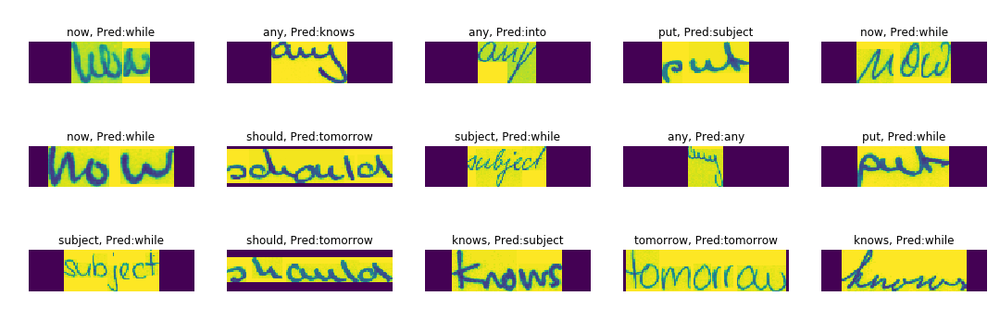 now, Pred:while any, Pred:knows any, Pred:into put, Pred:subject now, Pred:while
now any any put now
now, Pred:while should, Pred:tomorrow subject, Pred:while any, Pred:any put, Pred:while
now should subject any put
subject, Pred:while should, Pred:tomorrow knows, Pred:subject tomorrow, Pred:tomorrow knows, Pred:while
subject should knows tomorrow knows